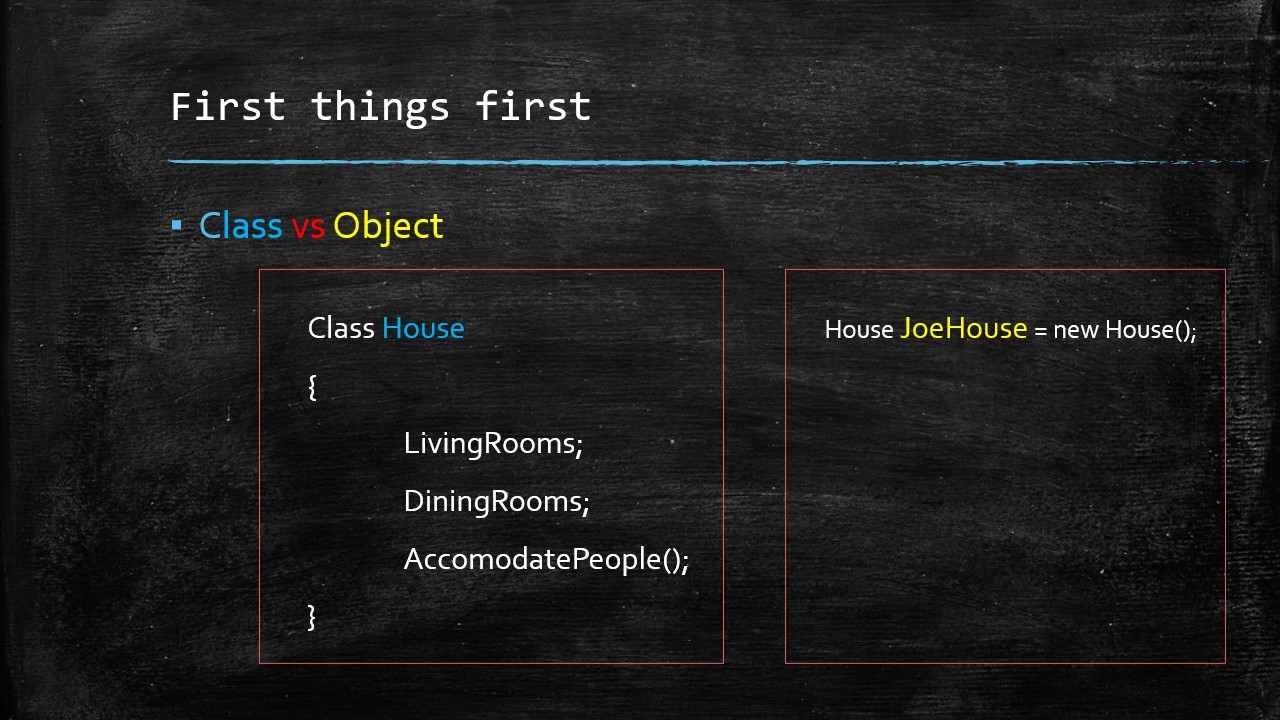 First things first
Class vs Object
Class House
{
LivingRooms;
DiningRooms;
AccomodatePeople();
}
House JoeHouse = new House();